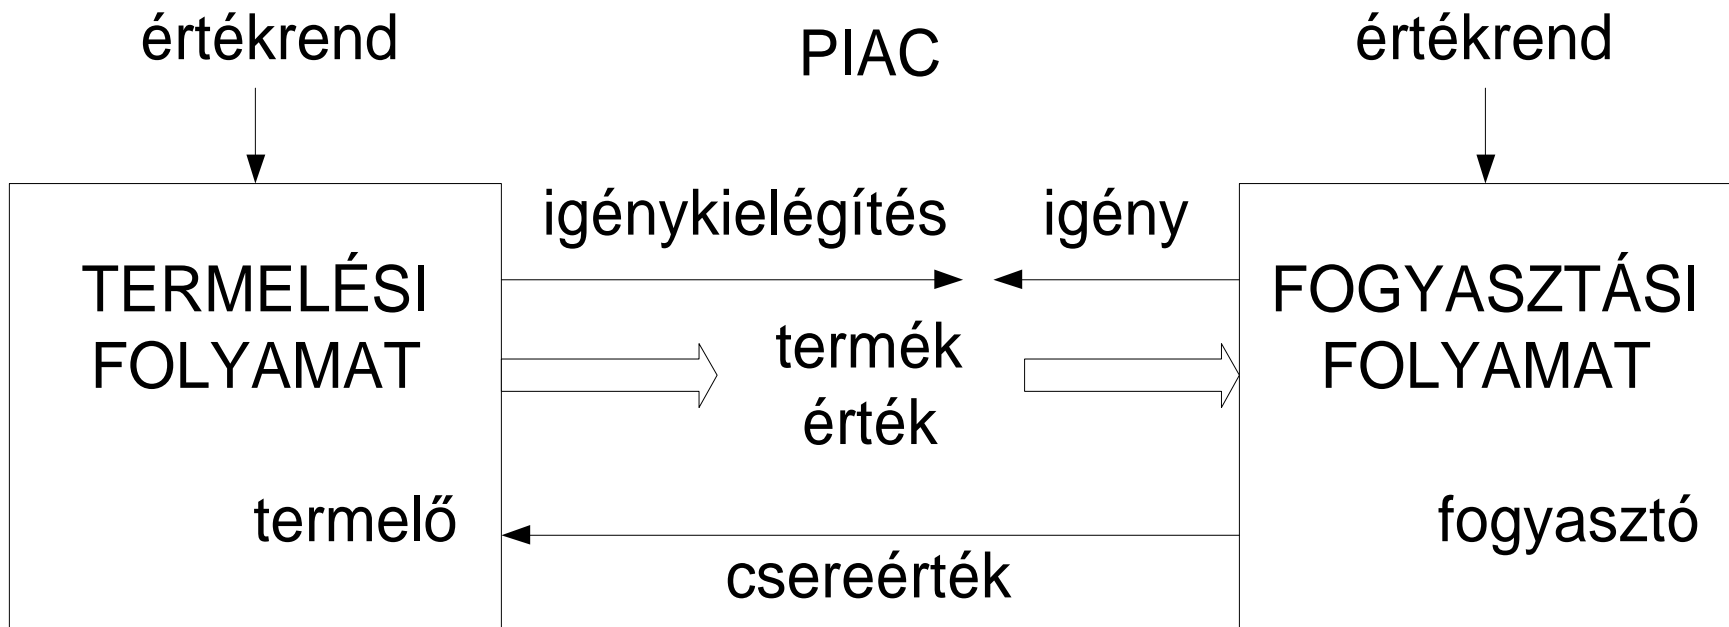 értékrend
PIAC
értékrend
igénykielégítés
igény
TERMELÉSI
FOLYAMAT
termék
érték
FOGYASZTÁSI
FOLYAMAT
termelő
fogyasztó
csereérték